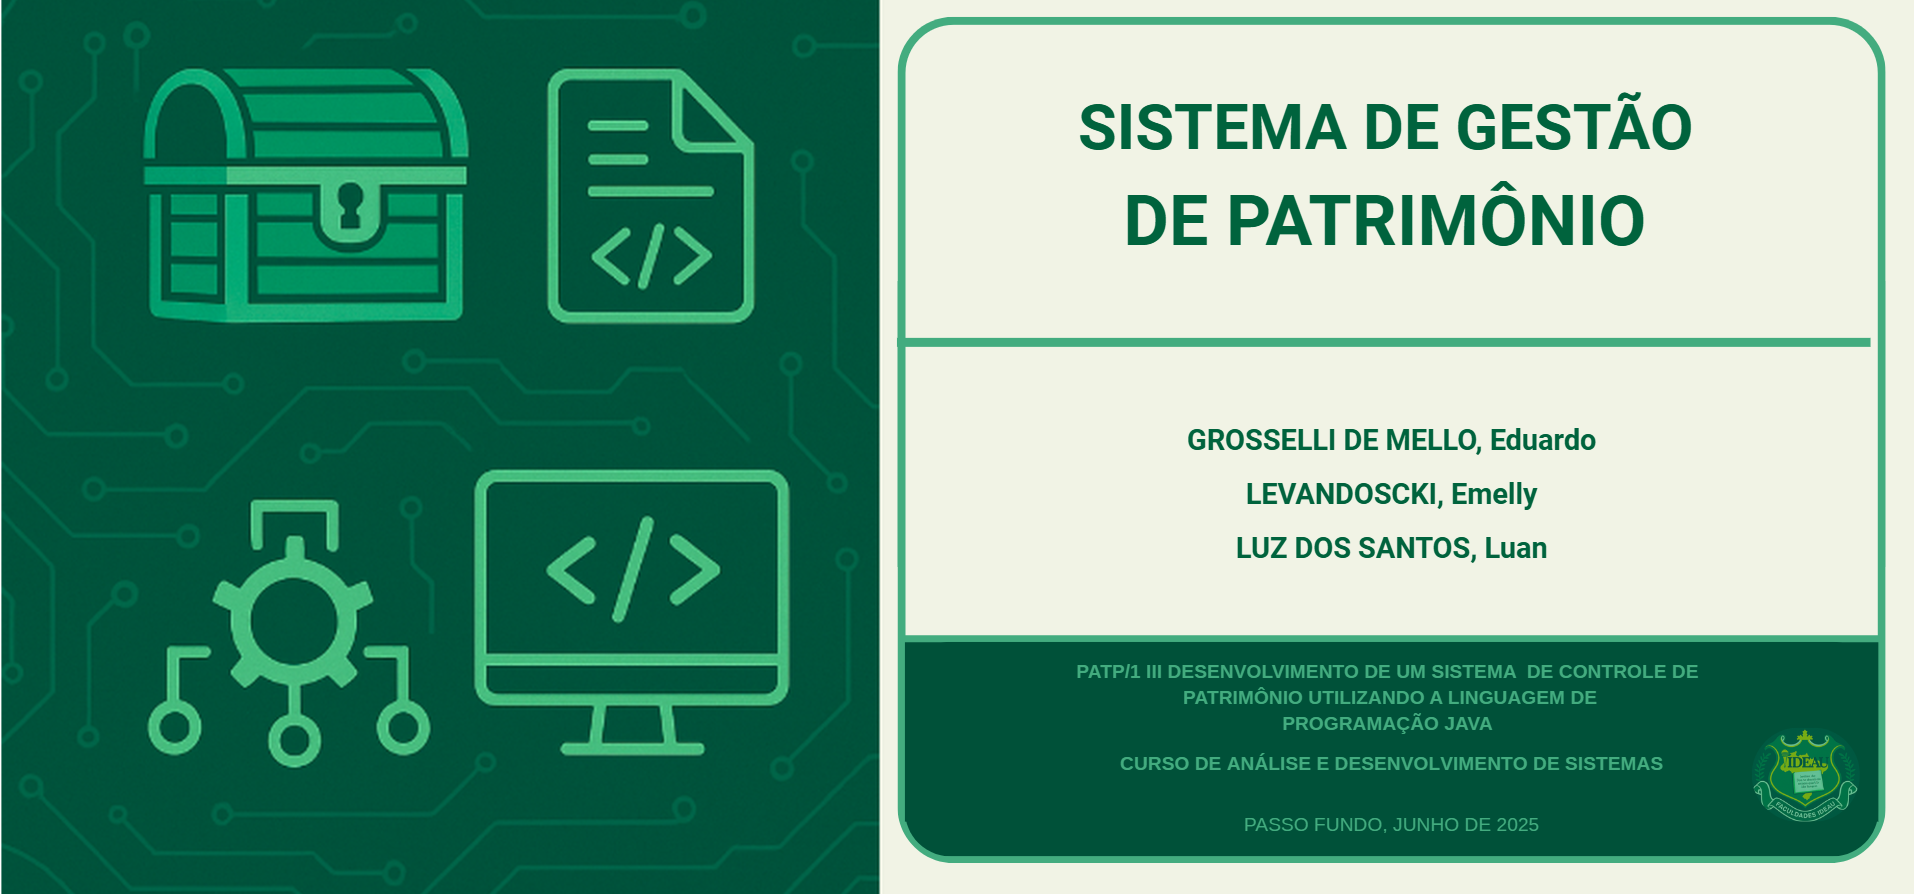 SISTEMA DE GESTÃO
DE PATRIMÔNIO
GROSSELLI DE MELLO, Eduardo
LEVANDOSCKI, Emelly
LUZ DOS SANTOS, Luan
PATP/1 III DESENVOLVIMENTO DE UM SISTEMA  DE CONTROLE DE
PATRIMÔNIO UTILIZANDO A LINGUAGEM DE
PROGRAMAÇÃO JAVA
CURSO DE ANÁLISE E DESENVOLVIMENTO DE SISTEMAS
PASSO FUNDO, JUNHO DE 2025
</>
</>
IDEAU
FACULDADES IDEAU